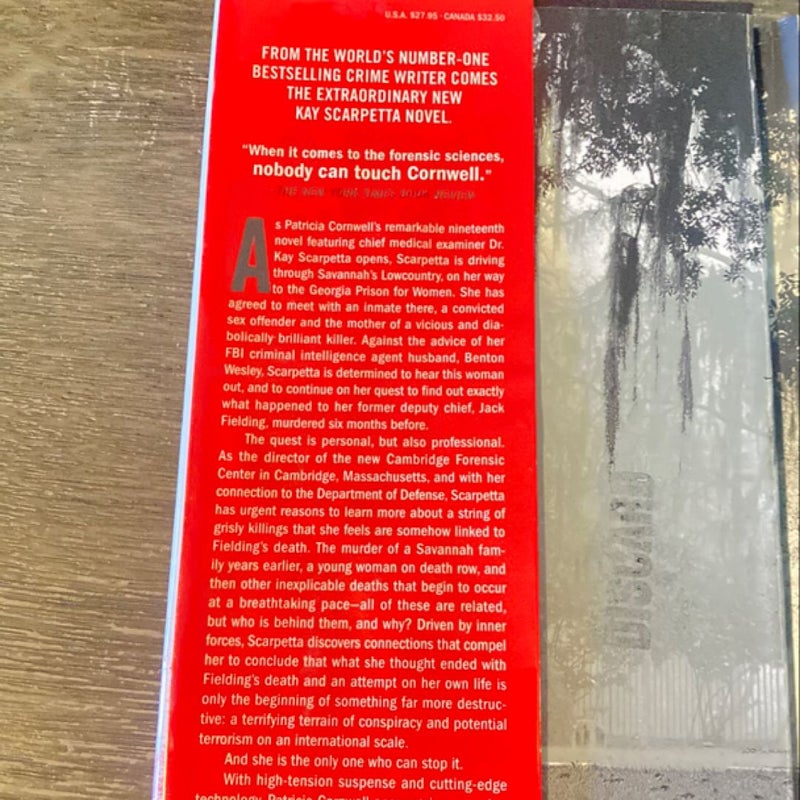 U.S.A. $27.95 · CANADA $32.50
FROM THE WORLD'S NUMBER-ONE
BESTSELLING CRIME WRITER COMES
THE EXTRAORDINARY NEW
KAY SCARPETTA NOVEL.
"When it comes to the forensic sciences,
nobody can touch Cornwell."
THE NEW YORK TIMES BOOK REVIEW
As Patricia Cornwell's remarkable nineteenth
novel featuring chief medical examiner Dr.
Kay Scarpetta opens, Scarpetta is driving
through Savannah's Lowcountry, on her way
to the Georgia Prison for Women. She has
agreed to meet with an inmate there, a convicted
sex offender and the mother of a vicious and dia-
bolically brilliant killer. Against the advice of her
FBI criminal intelligence agent husband, Benton
Wesley, Scarpetta is determined to hear this woman
out, and to continue on her quest to find out exactly
what happened to her former deputy chief, Jack
Fielding, murdered six months before.
The quest is personal, but also professional.
As the director of the new Cambridge Forensic
Center in Cambridge, Massachusetts, and with her
connection to the Department of Defense, Scarpetta
has urgent reasons to learn more about a string of
grisly killings that she feels are somehow linked to
Fielding's death. The murder of a Savannah fam-
ily years earlier, a young woman on death row, and
then other inexplicable deaths that begin to occur
at a breathtaking pace—all of these are related,
but who is behind them, and why? Driven by inner
forces, Scarpetta discovers connections that compel
her to conclude that what she thought ended with
Fielding's death and an attempt on her own life is
only the beginning of something far more destruc-
tive: a terrifying terrain of conspiracy and potential
terrorism on an international scale.
And she is the only one who can stop it.
With high-tension suspense and cutting-edge
technology, Patricia Cornwell
DISCARD